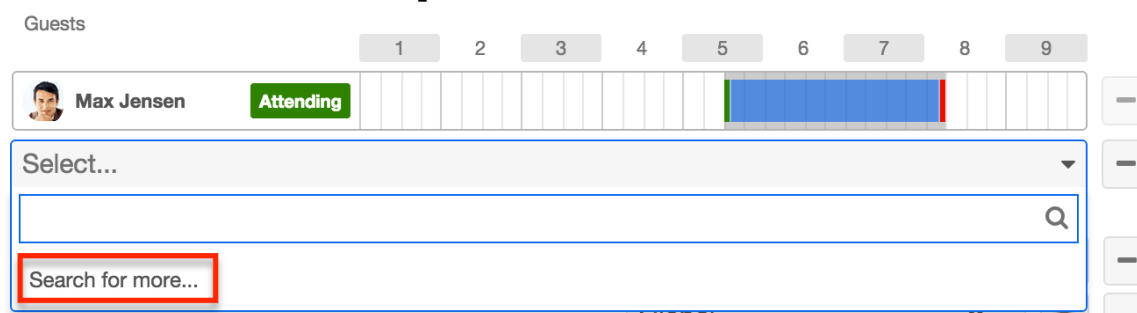 Guests
1 2 3 4 5 6 7 8 9
Max Jensen Attending
Select...
Search for more...